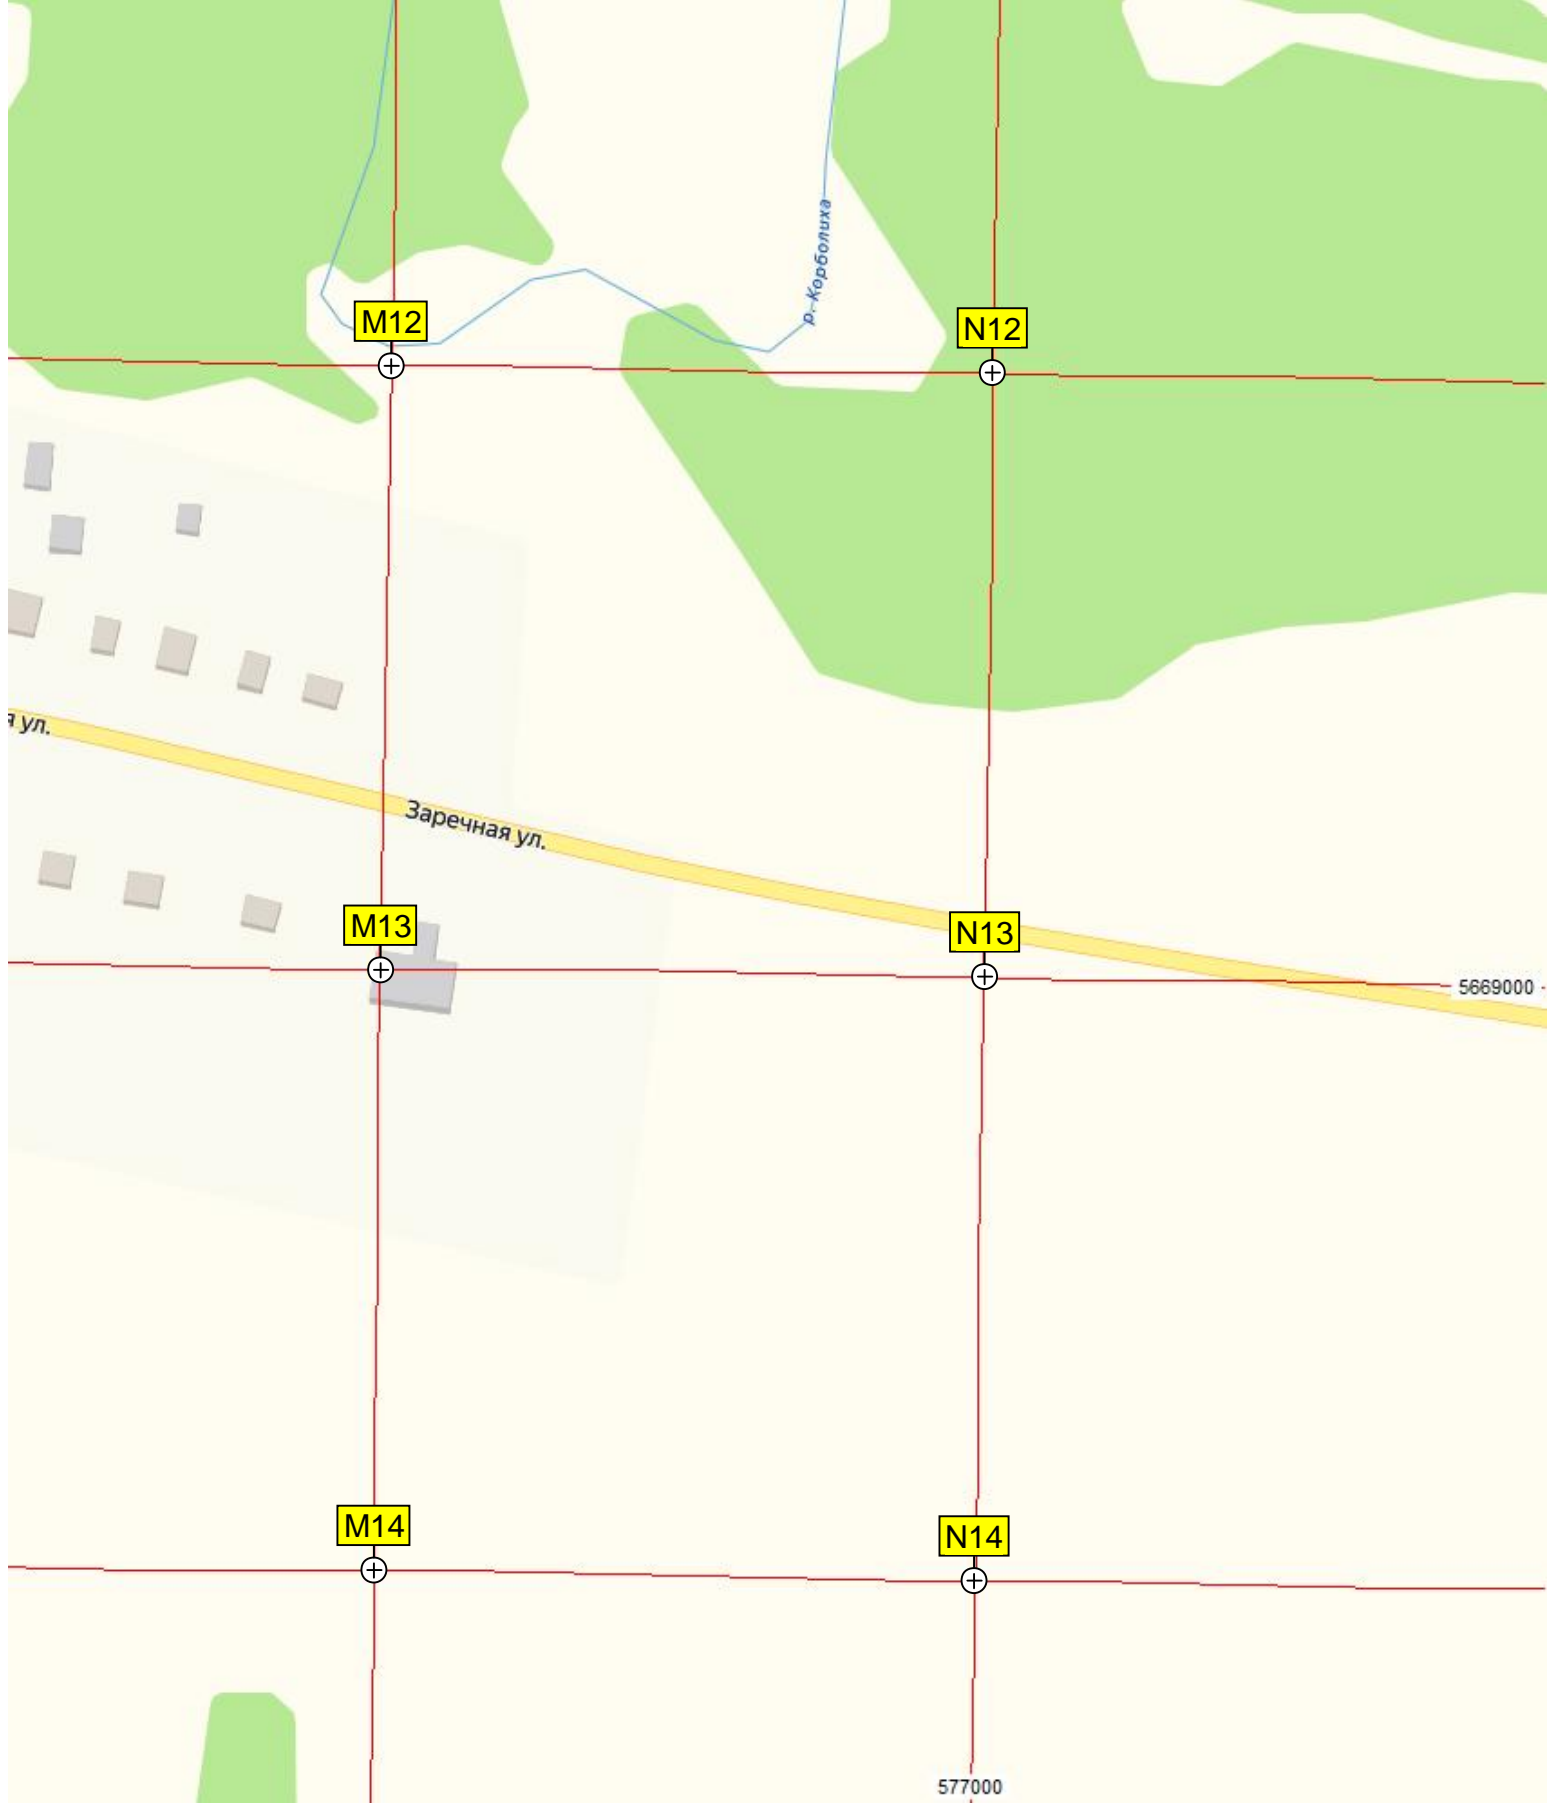 р. Корболиха
M12
N12
я ул.
Заречная ул.
M13
N13
5669000
M14
N14
577000